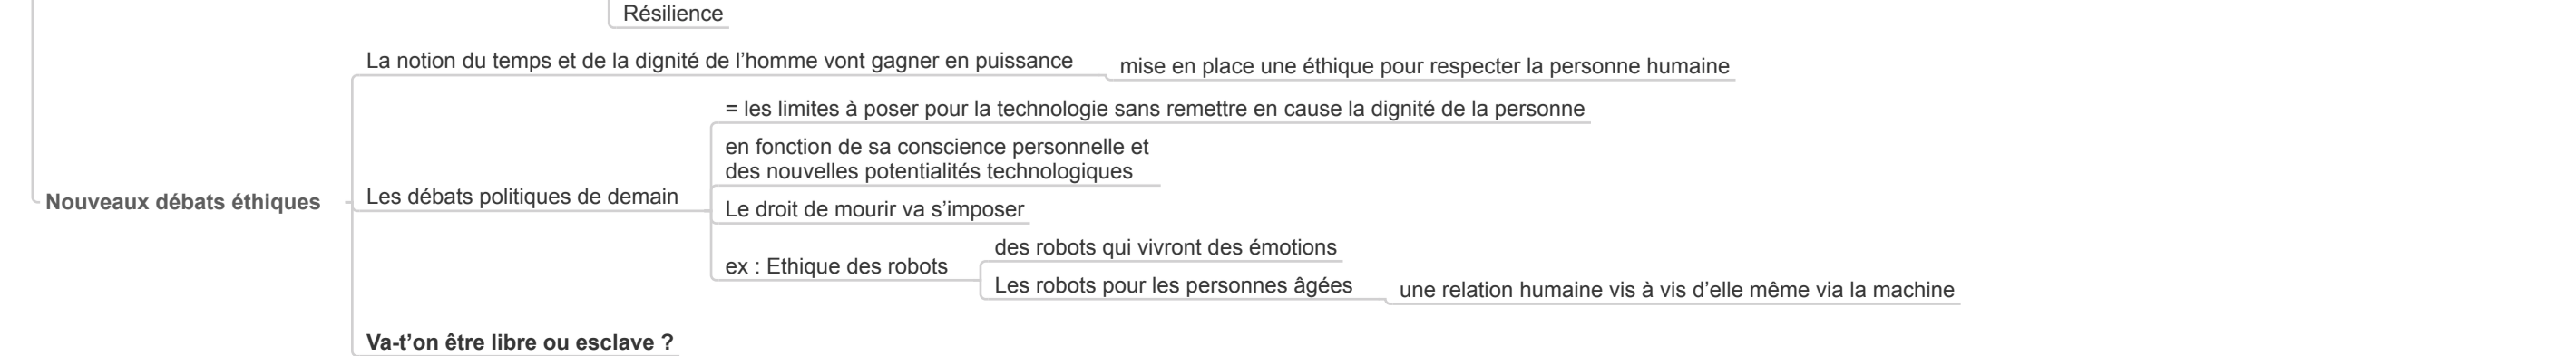 Résilience
La notion du temps et de la dignité de l’homme vont gagner en puissance
mise en place une éthique pour respecter la personne humaine
= les limites à poser pour la technologie sans remettre en cause la dignité de la personne
en fonction de sa conscience personnelle et
des nouvelles potentialités technologiques
Nouveaux débats éthiques
Les débats politiques de demain
Le droit de mourir va s’imposer
ex : Ethique des robots
des robots qui vivront des émotions
Les robots pour les personnes âgées
une relation humaine vis à vis d’elle même via la machine
Va-t’on être libre ou esclave ?